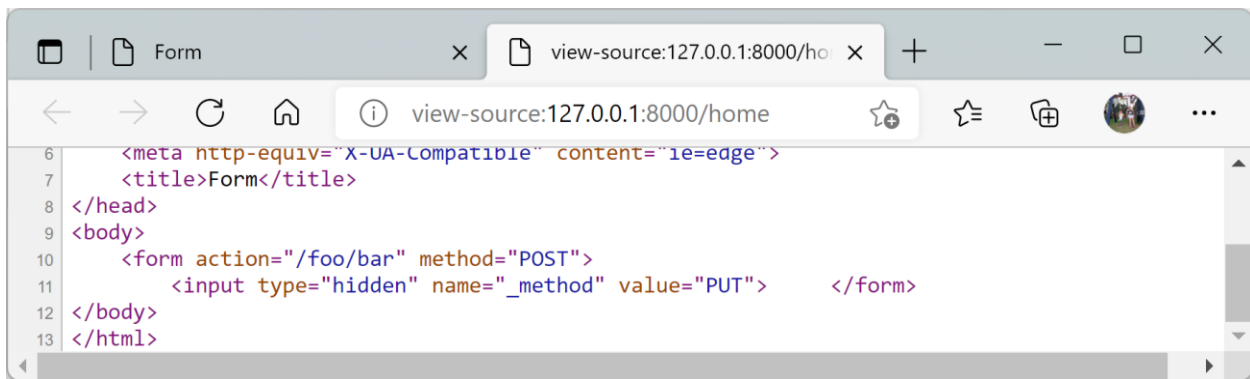 Form
view-source:127.0.0.1:8000/ho
view-source:127.0.0.1:8000/home
6 <meta http-equiv="X-UA-Compatible" content="ie=edge">
7 <title>Form</title>
8 </head>
9 <body>
10 <form action="/foo/bar" method="POST">
11 <input type="hidden" name="_method" value="PUT"> </form>
12 </body>
13 </html>